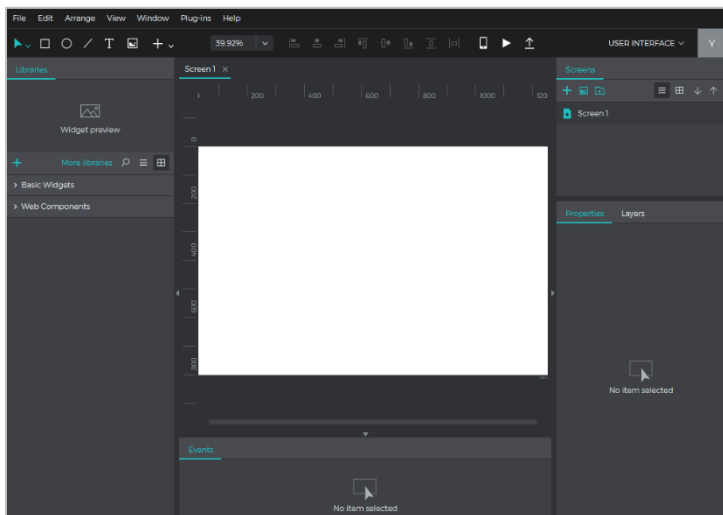 File Edit Arrange View Window Plug-ins Help
T 39.92% USER INTERFACE Y
Libraries
Widget preview
More libraries
Basic Widgets
Web Components
Screen 1
0 200 400 600 800 1000 120
0
200
400
600
800
Events
No item selected
Screens
Screen 1
Properties Layers
No item selected